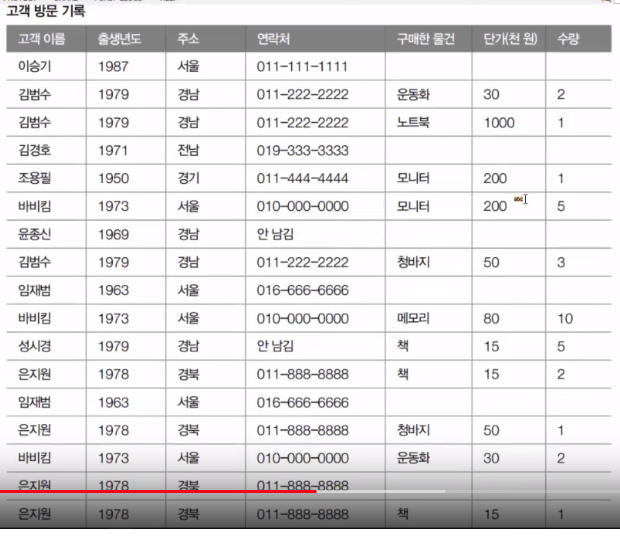 고객 방문 기록
고객 이름 출생년도 주소 연락처 구매한 물건 단가(천 원) 수량
이승기 1987 서울 011-111-1111
김범수 1979 경남 011-222-2222 운동화 30 2
김범수 1979 경남 011-222-2222 노트북 1000 1
김경호 1971 전남 019-333-3333
조용필 1950 경기 011-444-4444 모니터 200 1
바비킴 1973 서울 010-000-0000 모니터 200 5
윤종신 1969 경남 안 남김
김범수 1979 경남 011-222-2222 청바지 50 3
임재범 1963 서울 016-666-6666
바비킴 1973 서울 010-000-0000 메모리 80 10
성시경 1979 경남 안 남김 책 15 5
은지원 1978 경북 011-888-8888 책 15 2
임재범 1963 서울 016-666-6666
은지원 1978 경북 011-888-8888 청바지 50 1
바비킴 1973 서울 010-000-0000 운동화 30 2
은지원 1978 경북 011-888-8888
은지원 1978 경북 011-888-8888 책 15 1